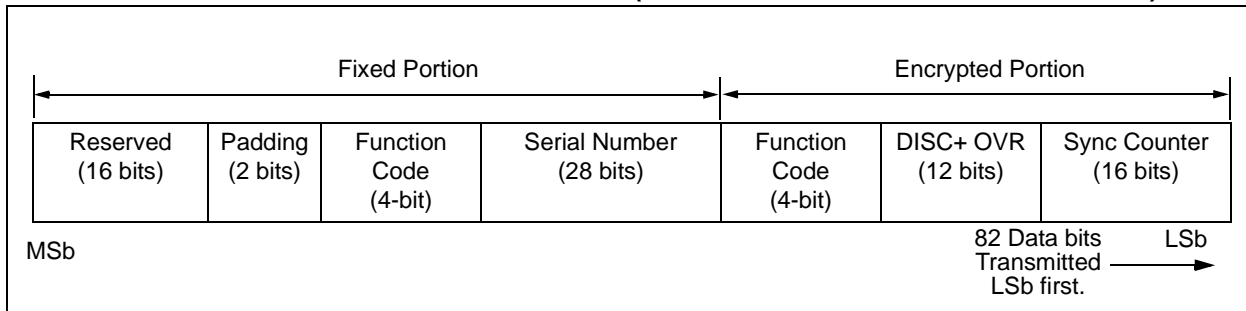 Fixed Portion
Encrypted Portion
Reserved
(16 bits)
Padding
(2 bits)
Function
Code
(4-bit)
Serial Number
(28 bits)
Function
Code
(4-bit)
DISC+ OVR
(12 bits)
Sync Counter
(16 bits)
MSb
82 Data bits
Transmitted
LSb first.
LSb